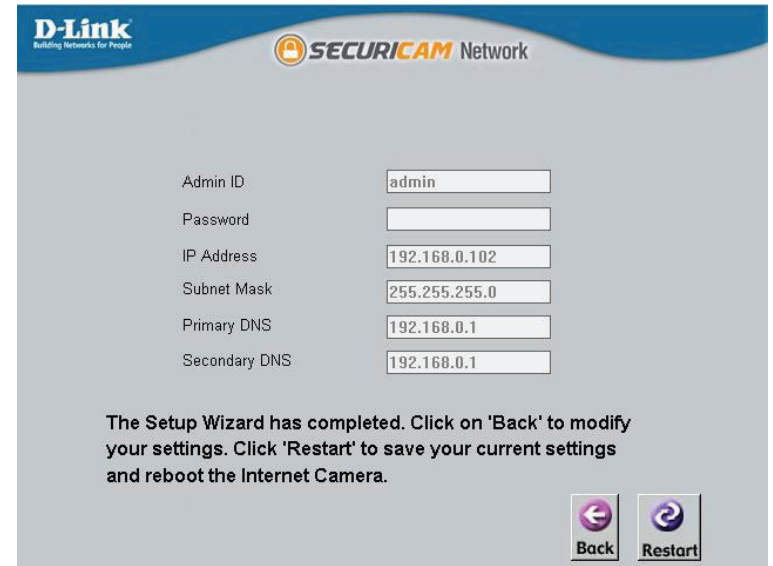 D-Link
Building Networks for People
SECURICAM Network
Admin ID admin
Password
IP Address 192.168.0.102
Subnet Mask 255.255.255.0
Primary DNS 192.168.0.1
Secondary DNS 192.168.0.1
The Setup Wizard has completed. Click on 'Back' to modify
your settings. Click 'Restart' to save your current settings
and reboot the Internet Camera.
Back Restart